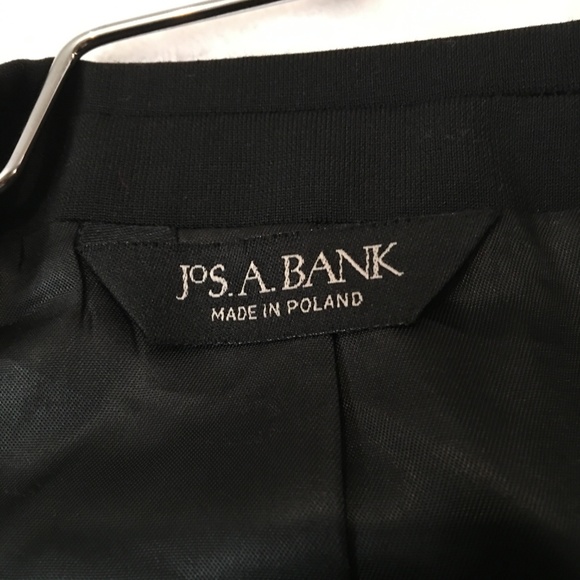 JoS. A. BANK
MADE IN POLAND